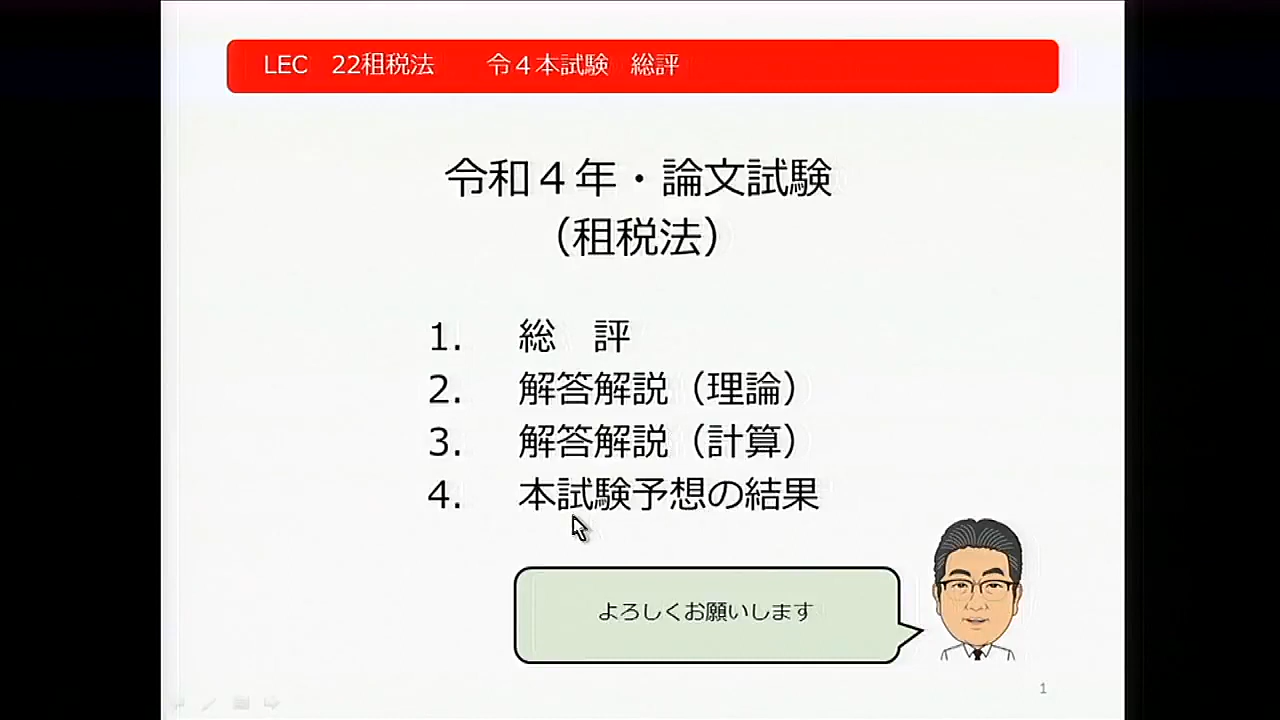 LEC　22租税法　　令４本試験　総評
令和４年・論文試験
（租税法）
1.　総　評
2.　解答解説（理論）
3.　解答解説（計算）
4.　本試験予想の結果
よろしくお願いします
1